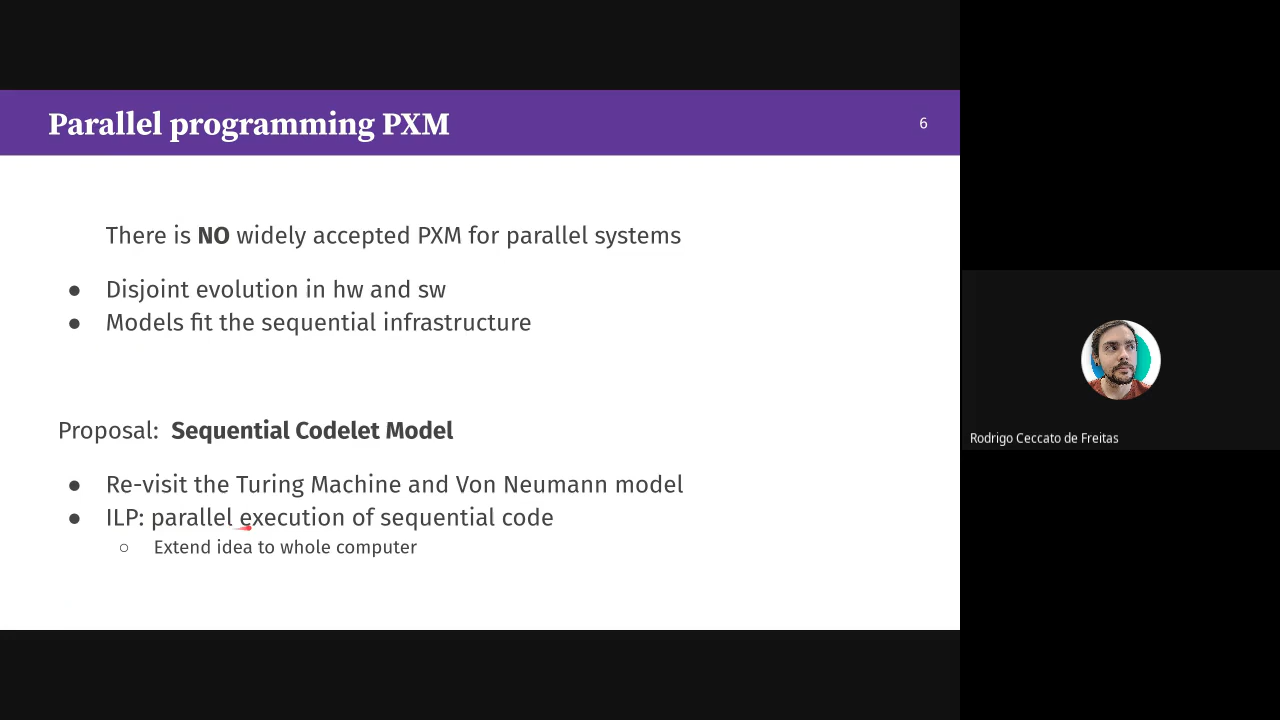 Parallel programming PXM
6
There is NO widely accepted PXM for parallel systems
● Disjoint evolution in hw and sw
● Models fit the sequential infrastructure
Proposal: Sequential Codelet Model
● Re-visit the Turing Machine and Von Neumann model
● ILP: parallel execution of sequential code
○ Extend idea to whole computer
Rodrigo Ceccato de Freitas